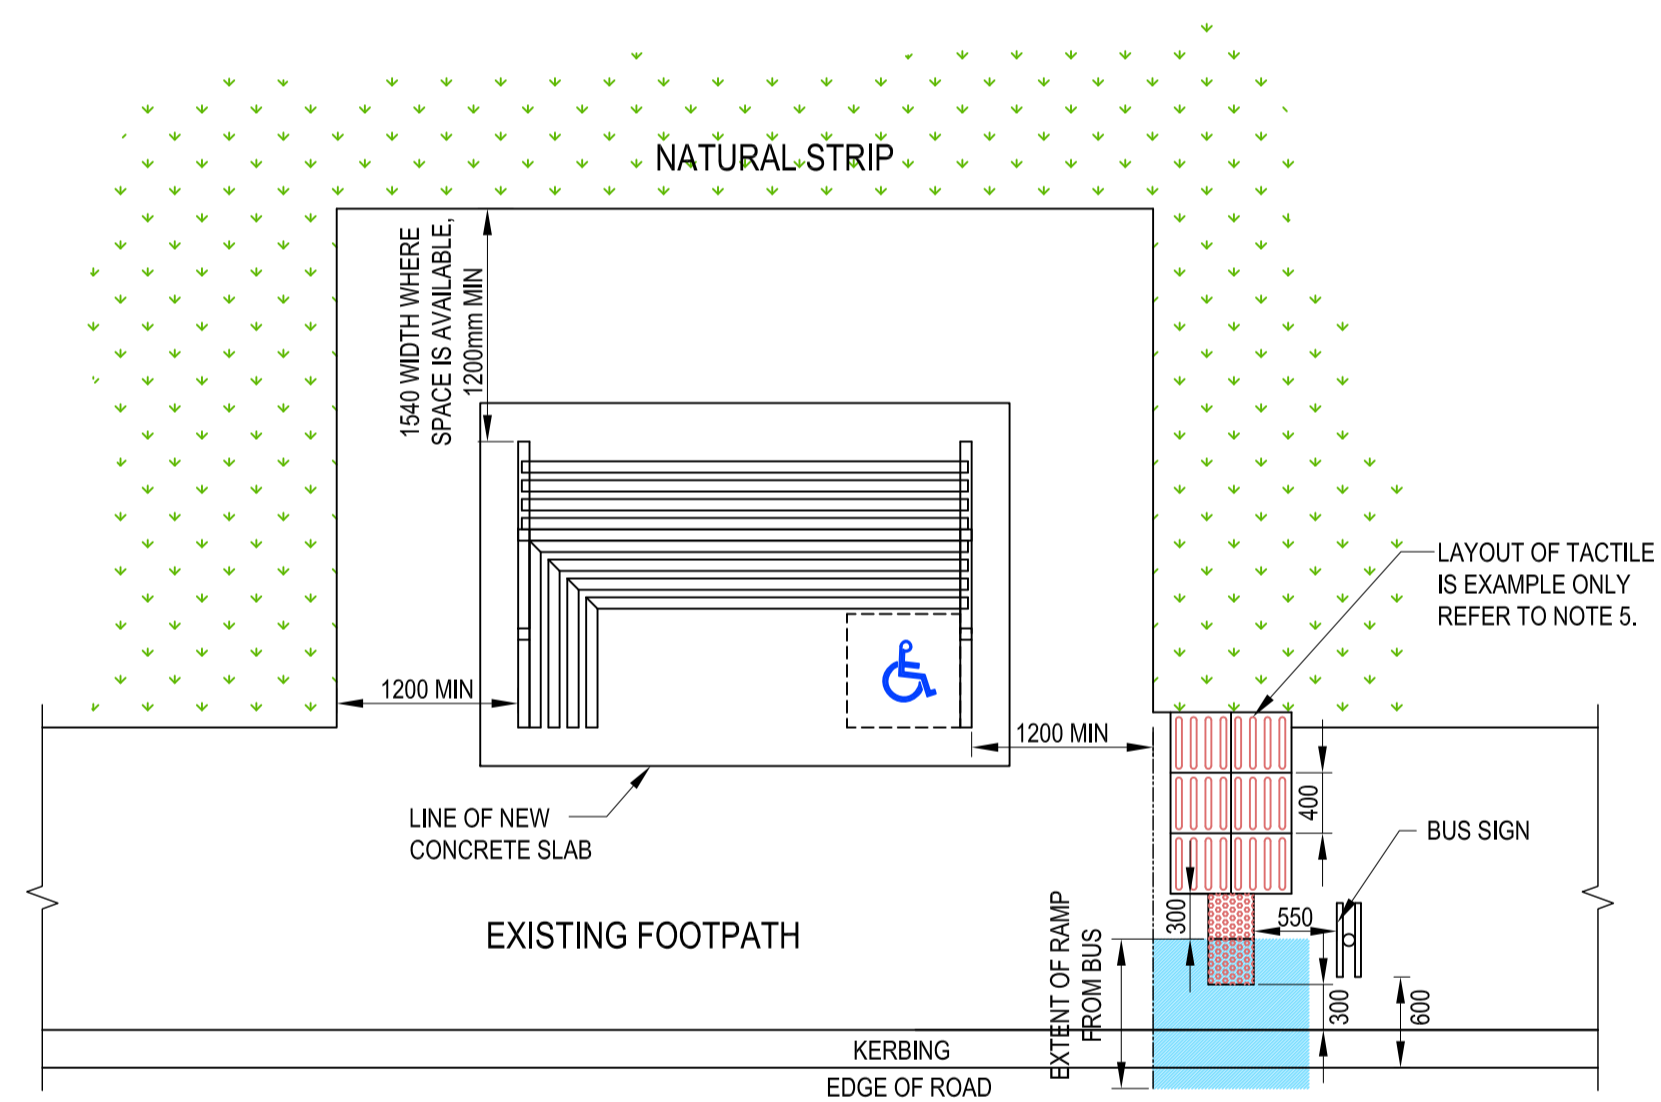 NATURAL STRIP
1540 WIDTH WHERE
SPACE IS AVAILABLE,
1200mm MIN
LAYOUT OF TACTILE
IS EXAMPLE ONLY
REFER TO NOTE 5.
1200 MIN
1200 MIN
400
LINE OF NEW
CONCRETE SLAB
BUS SIGN
EXISTING FOOTPATH
300
550
EXTENT OF RAMP
FROM BUS
300
600
KERBING
EDGE OF ROAD